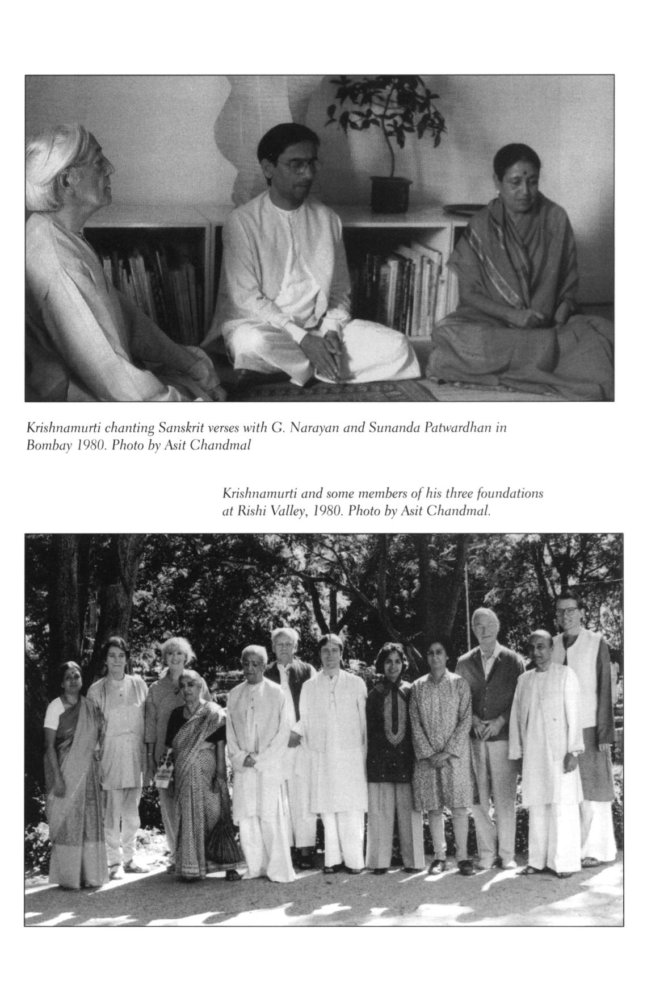 Krishnamurti chanting Sanskrit verses with G. Narayan and Sunanda Patwardhan in
Bombay 1980. Photo by Asit Chandmal
Krishnamurti and some members of his three foundations
at Rishi Valley, 1980. Photo by Asit Chandmal.